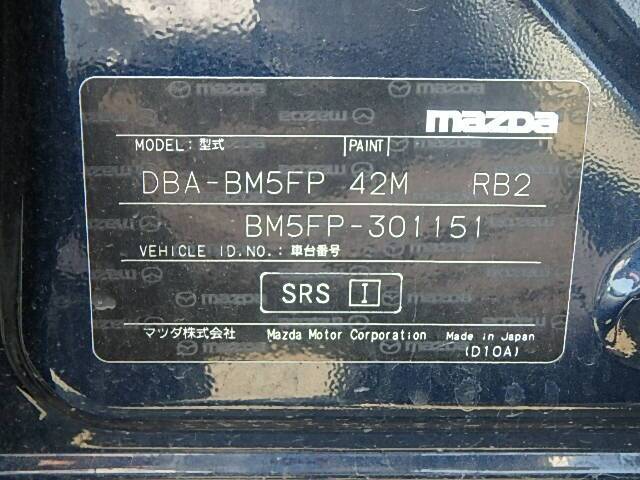 mazda
MODEL: 型式 PAINT
DBA-BM5FP 42M RB2
BM5FP-301151
VEHICLE ID.NO.: 車台番号
SRS I
マツダ株式会社 Mazda Motor Corporation Made in Japan
(D10A)